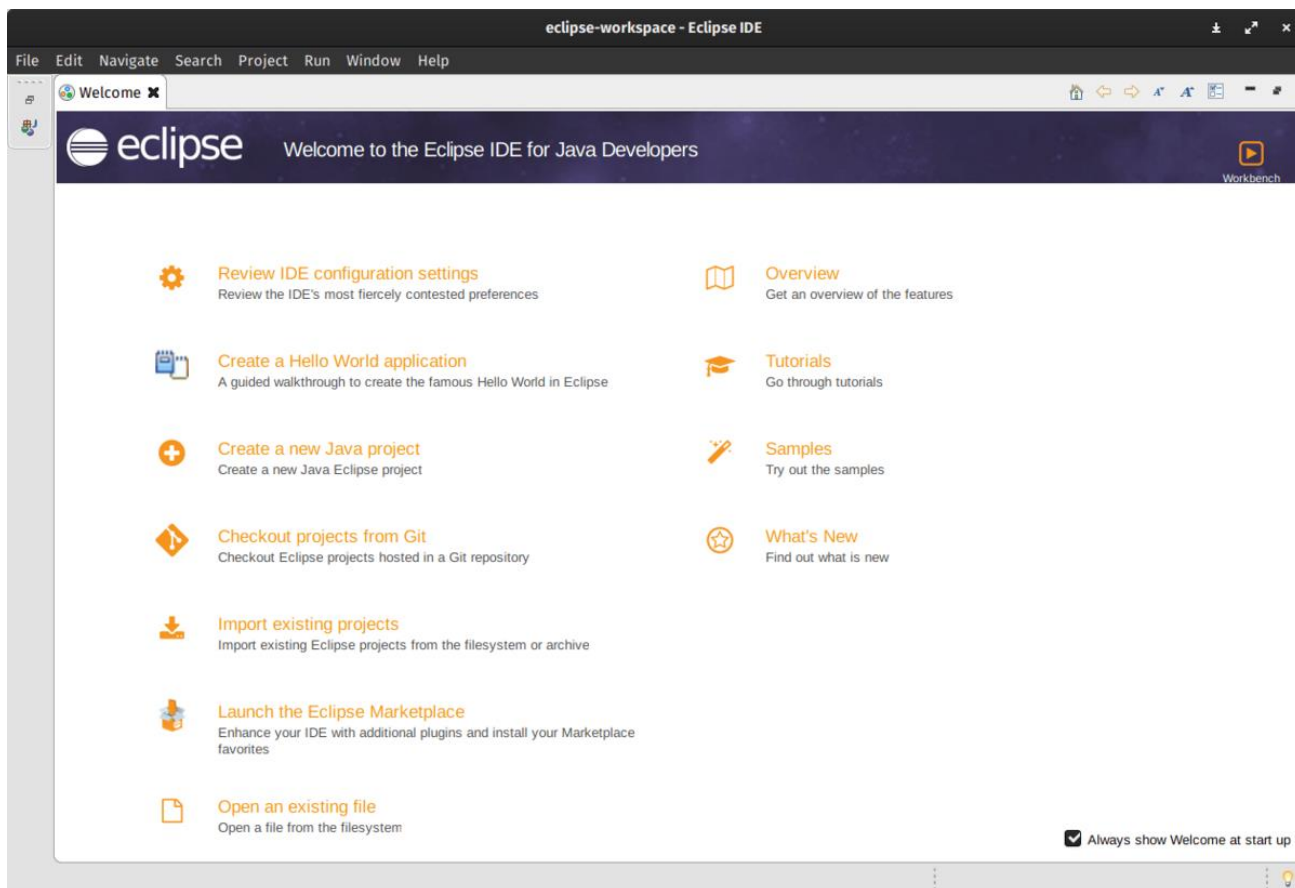 eclipse-workspace - Eclipse IDE
File Edit Navigate Search Project Run Window Help
Welcome
eclipse
Welcome to the Eclipse IDE for Java Developers
Workbench
Review IDE configuration settings
Review the IDE's most fiercely contested preferences
Create a Hello World application
A guided walkthrough to create the famous Hello World in Eclipse
Create a new Java project
Create a new Java Eclipse project
Checkout projects from Git
Checkout Eclipse projects hosted in a Git repository
Import existing projects
Import existing Eclipse projects from the filesystem or archive
Launch the Eclipse Marketplace
Enhance your IDE with additional plugins and install your Marketplace
favorites
Open an existing file
Open a file from the filesystem
Overview
Get an overview of the features
Tutorials
Go through tutorials
Samples
Try out the samples
What's New
Find out what is new
Always show Welcome at start up